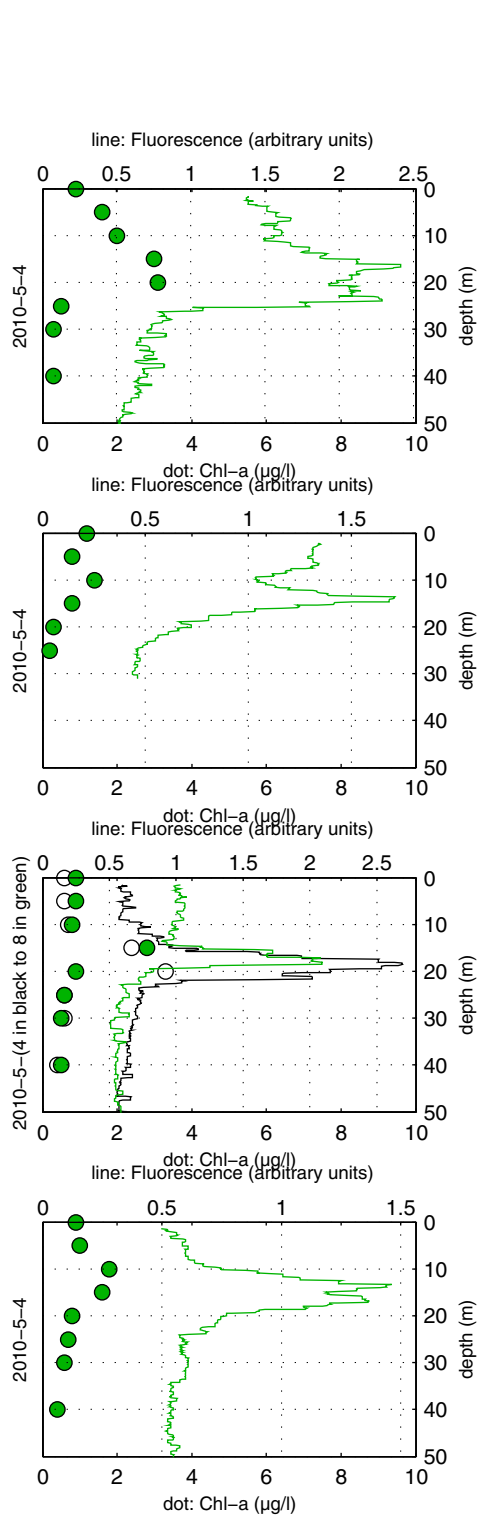 line: Fluorescence (arbitrary units)
0 0.5 1 1.5 2 2.5
0
10
20
30
40
50
2010−5−4
depth (m)
0 2 4 6 8 10
dot: Chl−a (µg/l)
line: Fluorescence (arbitrary units)
0 0.5 1 1.5
0
10
20
30
40
50
2010−5−4
depth (m)
0 2 4 6 8 10
dot: Chl−a (µg/l)
line: Fluorescence (arbitrary units)
0 0.5 1 1.5 2 2.5
0
10
20
30
40
50
2010−5−(4 in black to 8 in green)
depth (m)
0 2 4 6 8 10
dot: Chl−a (µg/l)
line: Fluorescence (arbitrary units)
0 0.5 1 1.5
0
10
20
30
40
50
2010−5−4
depth (m)
0 2 4 6 8 10
dot: Chl−a (µg/l)